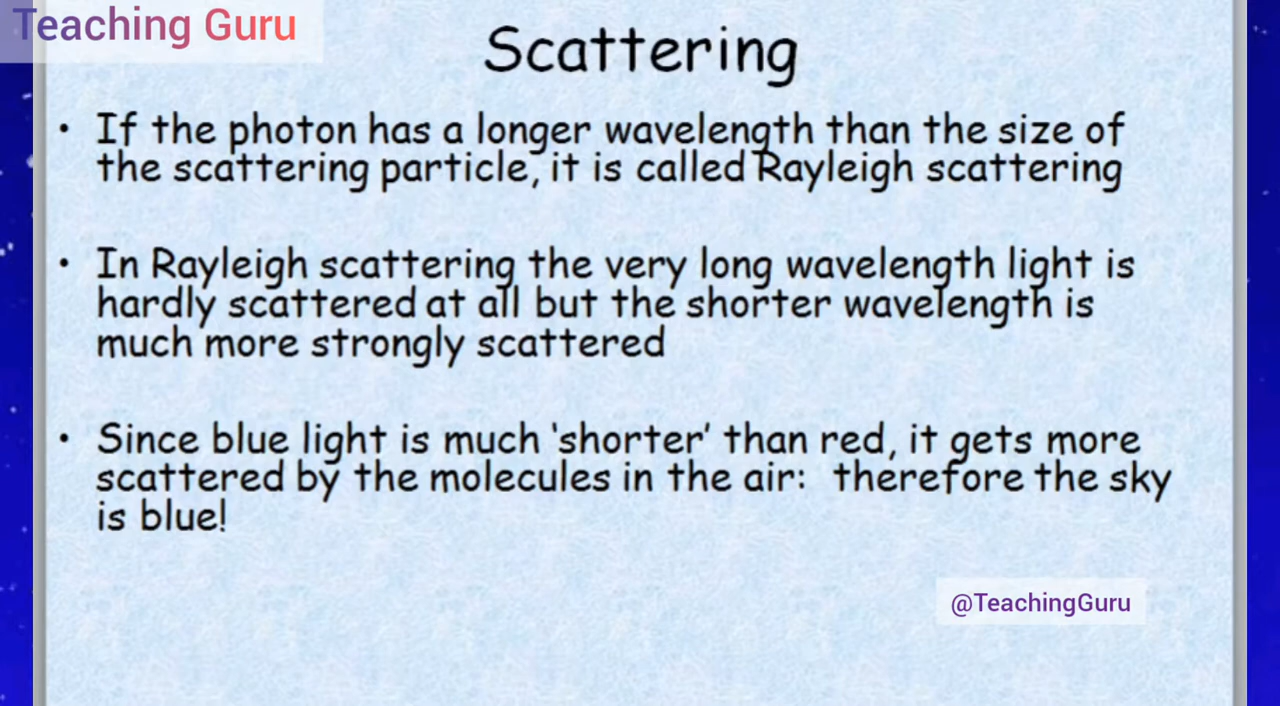 Teaching Guru
Scattering
• If the photon has a longer wavelength than the size of
the scattering particle, it is called Rayleigh scattering
• In Rayleigh scattering the very long wavelength light is
hardly scattered at all but the shorter wavelength is
much more strongly scattered
• Since blue light is much ‘shorter’ than red, it gets more
scattered by the molecules in the air:  therefore the sky
is blue!
@TeachingGuru